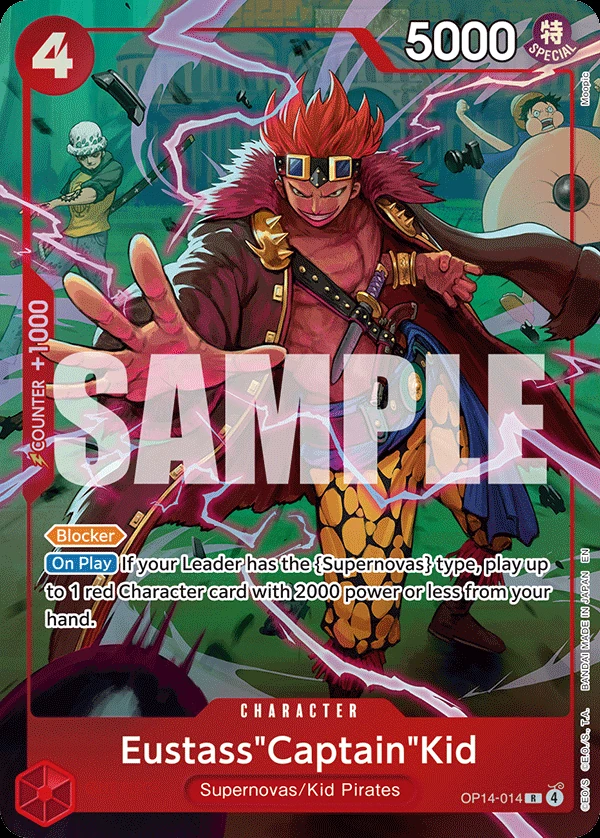 4
5000
特
SPECIAL
Moopic
COUNTER +1000
SAMPLE
Blocker
On Play If your Leader has the {Supernovas} type, play up
to 1 red Character card with 2000 power or less from your
hand.
©E.O/S ©E.O./S., T.A. BANDAI MADE IN JAPAN EN
CHARACTER
Eustass"Captain"Kid
Supernovas/Kid Pirates
OP14-014 R 4